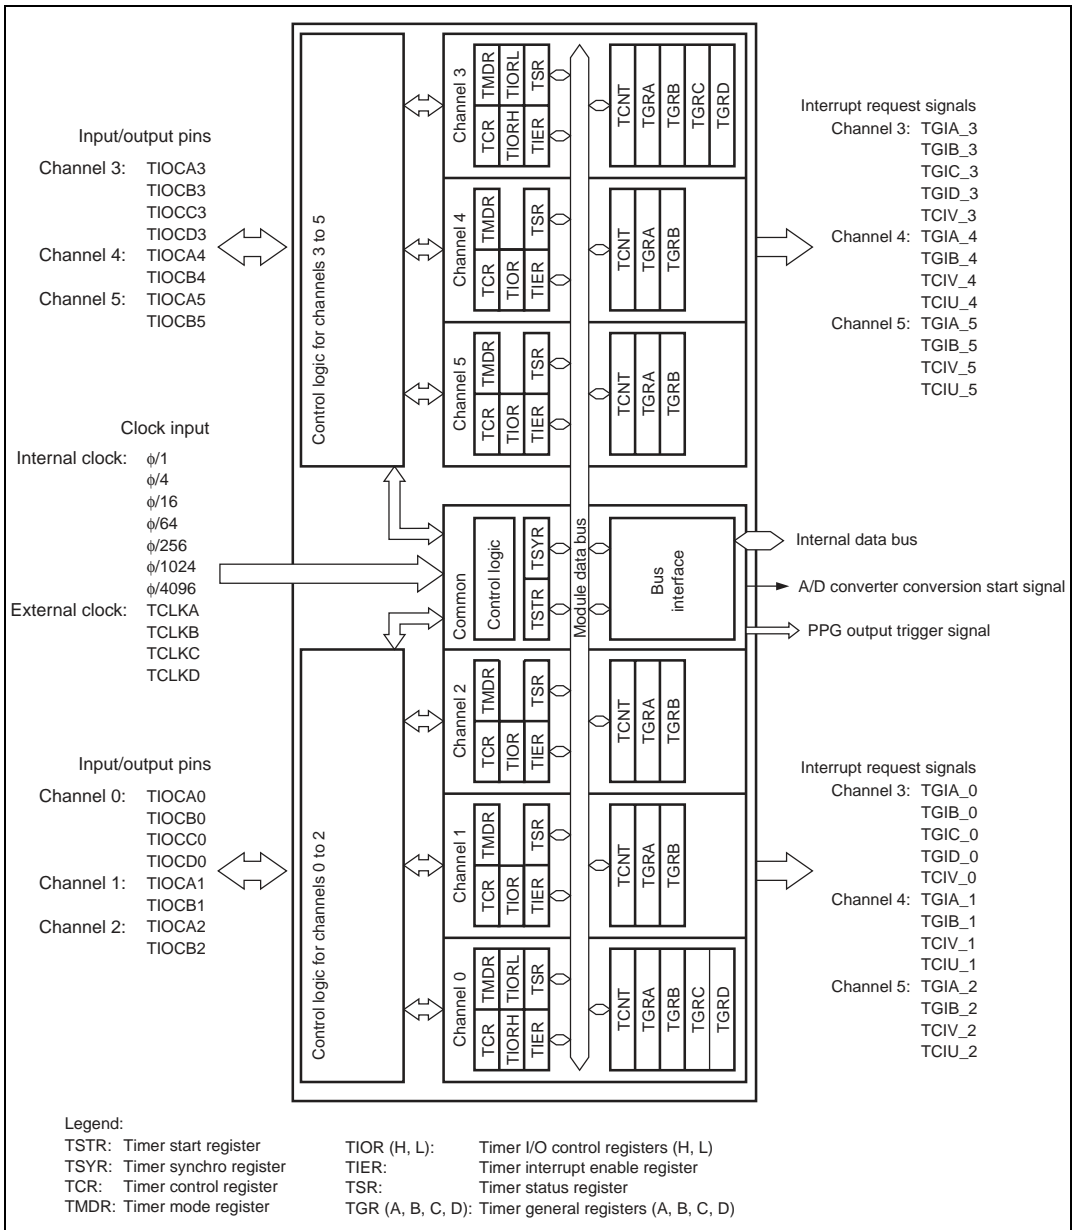 Input/output pins
Channel 3: TIOCA3
TIOCB3
TIOCC3
TIOCD3
Channel 4: TIOCA4
TIOCB4
Channel 5: TIOCA5
TIOCB5
Clock input
Internal clock: ϕ/1
ϕ/4
ϕ/16
ϕ/64
ϕ/256
ϕ/1024
ϕ/4096
External clock: TCLKA
TCLKB
TCLKC
TCLKD
Input/output pins
Channel 0: TIOCA0
TIOCB0
TIOCC0
TIOCD0
Channel 1: TIOCA1
TIOCB1
Channel 2: TIOCA2
TIOCB2
Control logic for channels 3 to 5
Control logic for channels 0 to 2
Channel 3
TCR TMDR
TIORH TIORL
TIER TSR
TCNT
TGRA
TGRB
TGRC
TGRD
Channel 4
TCR TMDR
TIOR
TIER TSR
TCNT
TGRA
TGRB
Channel 5
TCR TMDR
TIOR
TIER TSR
TCNT
TGRA
TGRB
Common
Control logic
TSTR TSYR
Module data bus
Bus
interface
Channel 2
TCR TMDR
TIOR
TIER TSR
TCNT
TGRA
TGRB
Channel 1
TCR TMDR
TIOR
TIER TSR
TCNT
TGRA
TGRB
Channel 0
TCR TMDR
TIORH TIORL
TIER TSR
TCNT
TGRA
TGRB
TGRC
TGRD
Interrupt request signals
Channel 3: TGIA_3
TGIB_3
TGIC_3
TGID_3
TCIV_3
Channel 4: TGIA_4
TGIB_4
TCIV_4
TCIU_4
Channel 5: TGIA_5
TGIB_5
TCIV_5
TCIU_5
Internal data bus
A/D converter conversion start signal
PPG output trigger signal
Interrupt request signals
Channel 3: TGIA_0
TGIB_0
TGIC_0
TGID_0
TCIV_0
Channel 4: TGIA_1
TGIB_1
TCIV_1
TCIU_1
Channel 5: TGIA_2
TGIB_2
TCIV_2
TCIU_2
Legend:
TSTR: Timer start register
TSYR: Timer synchro register
TCR: Timer control register
TMDR: Timer mode register
TIOR (H, L): Timer I/O control registers (H, L)
TIER: Timer interrupt enable register
TSR: Timer status register
TGR (A, B, C, D): Timer general registers (A, B, C, D)